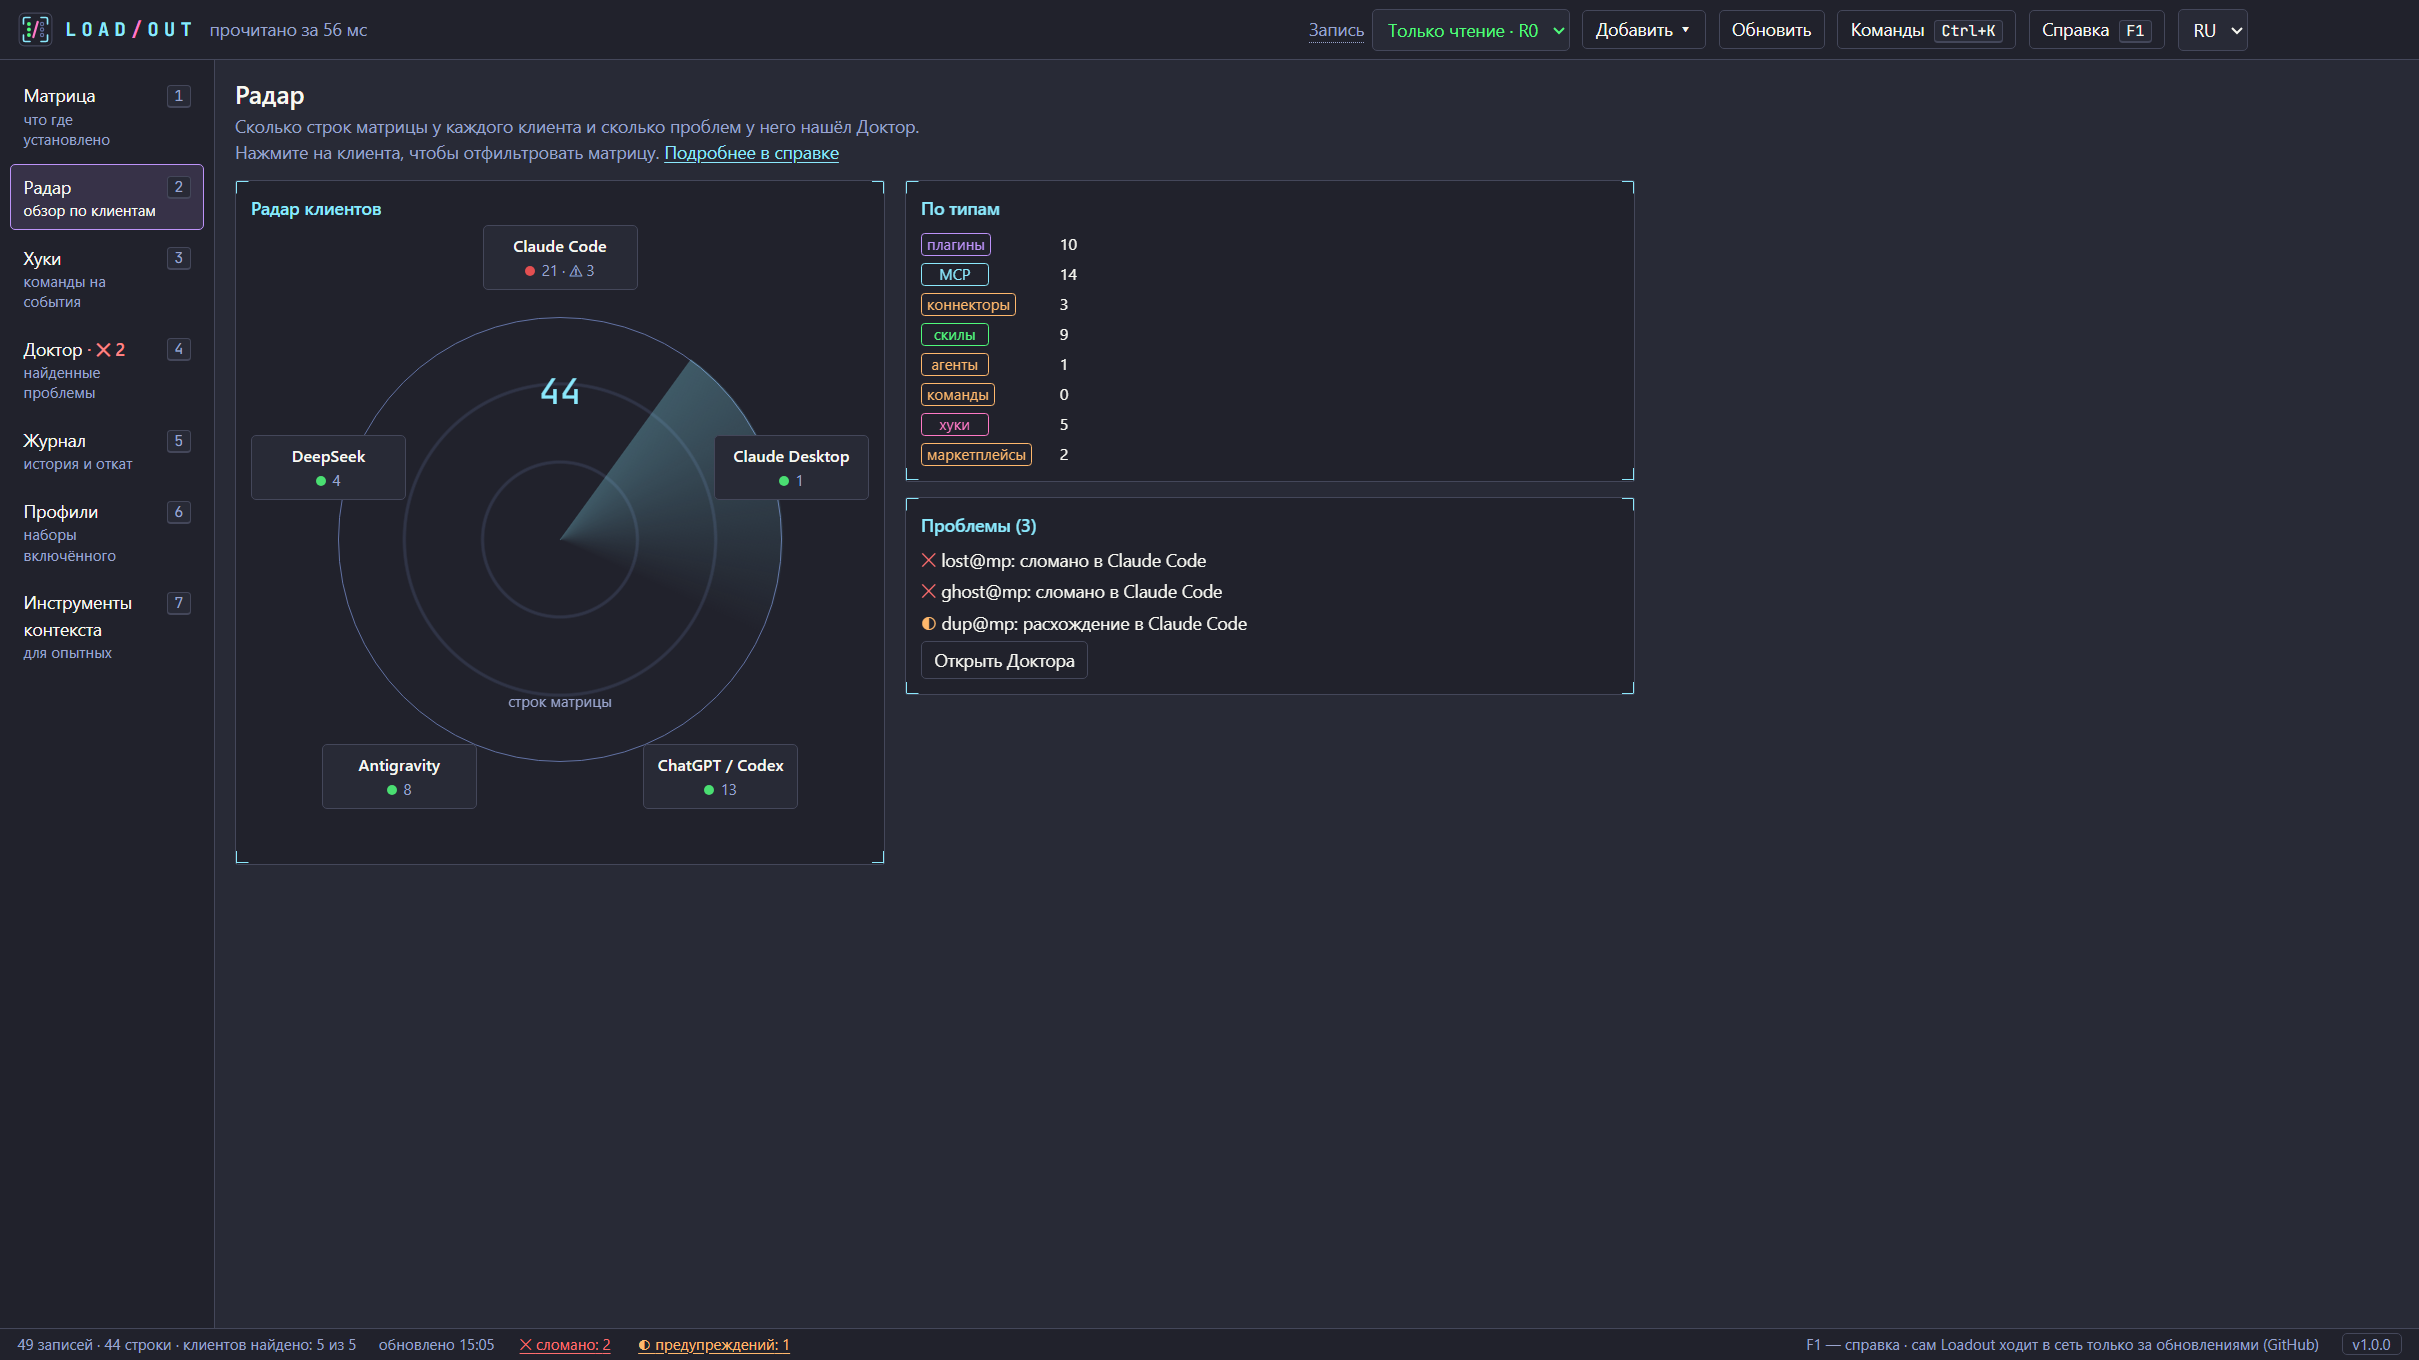 LOAD/OUT прочитано за 56 мс
Запись Только чтение · R0 Добавить ▼ Обновить Команды Ctrl+K Справка F1 RU
Матрица 1
что где
установлено
Радар 2
обзор по клиентам
Хуки 3
команды на
события
Доктор · ✕ 2 4
найденные
проблемы
Журнал 5
история и откат
Профили 6
наборы
включённого
Инструменты 7
контекста
для опытных
Радар
Сколько строк матрицы у каждого клиента и сколько проблем у него нашёл Доктор.
Нажмите на клиента, чтобы отфильтровать матрицу. Подробнее в справке
Радар клиентов
Claude Code
21 · ⚠ 3
44
DeepSeek
4
Claude Desktop
1
строк матрицы
Antigravity
8
ChatGPT / Codex
13
По типам
плагины 10
MCP 14
коннекторы 3
скилы 9
агенты 1
команды 0
хуки 5
маркетплейсы 2
Проблемы (3)
✕ lost@mp: сломано в Claude Code
✕ ghost@mp: сломано в Claude Code
◐ dup@mp: расхождение в Claude Code
Открыть Доктора
49 записей · 44 строки · клиентов найдено: 5 из 5 обновлено 15:05 ✕ сломано: 2 ◐ предупреждений: 1
F1 — справка · сам Loadout ходит в сеть только за обновлениями (GitHub) v1.0.0